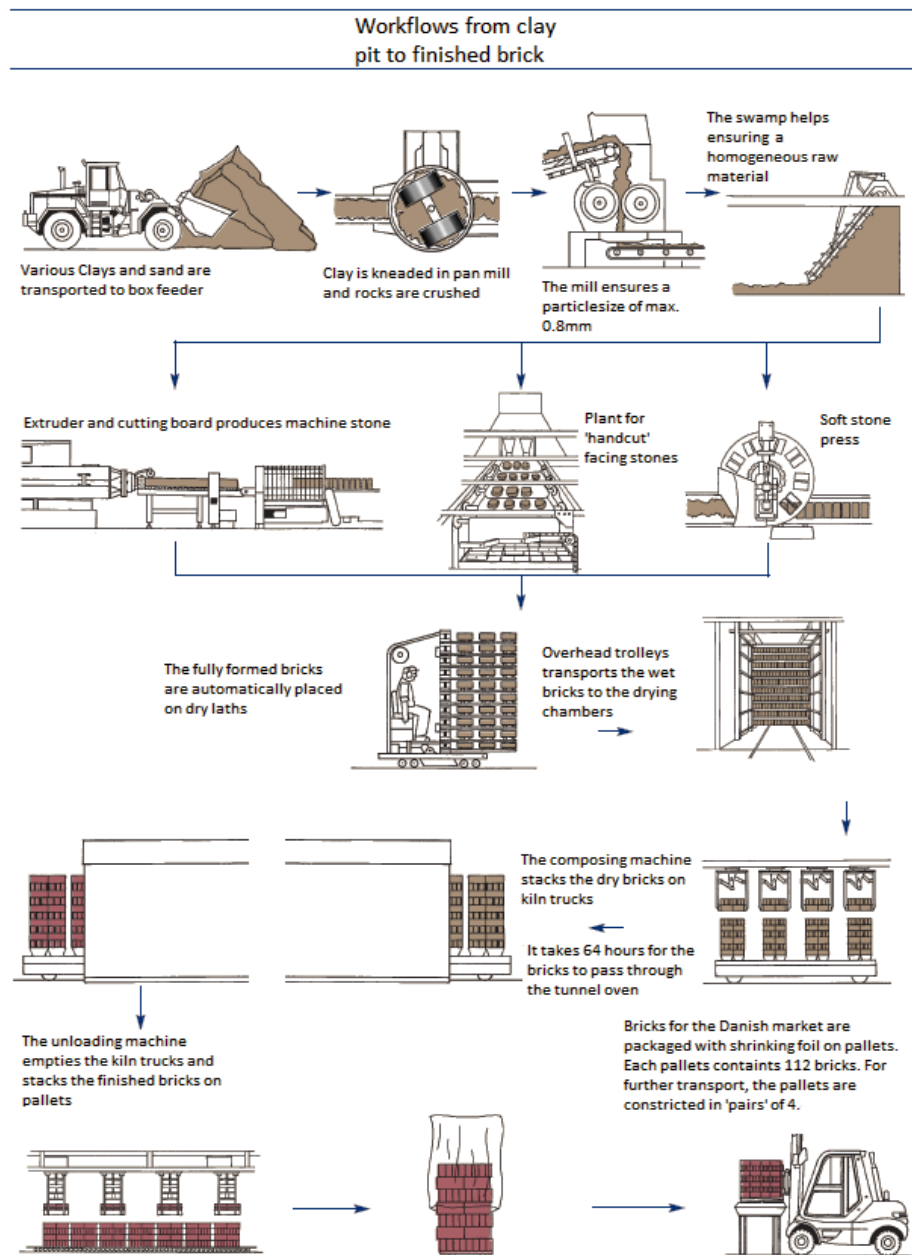 Workflows from clay
pit to finished brick
The swamp helps
ensuring a
homogeneous raw
material
Various Clays and sand are
transported to box feeder
Clay is kneaded in pan mill
and rocks are crushed
The mill ensures a
particlesize of max.
0.8mm
Extruder and cutting board produces machine stone
Plant for
'handcut'
facing stones
Soft stone
press
The fully formed bricks
are automatically placed
on dry laths
Overhead trolleys
transports the wet
bricks to the drying
chambers
The composing machine
stacks the dry bricks on
kiln trucks
It takes 64 hours for the
bricks to pass through
the tunnel oven
The unloading machine
empties the kiln trucks and
stacks the finished bricks on
pallets
Bricks for the Danish market are
packaged with shrinking foil on pallets.
Each pallets containts 112 bricks. For
further transport, the pallets are
constricted in 'pairs' of 4.